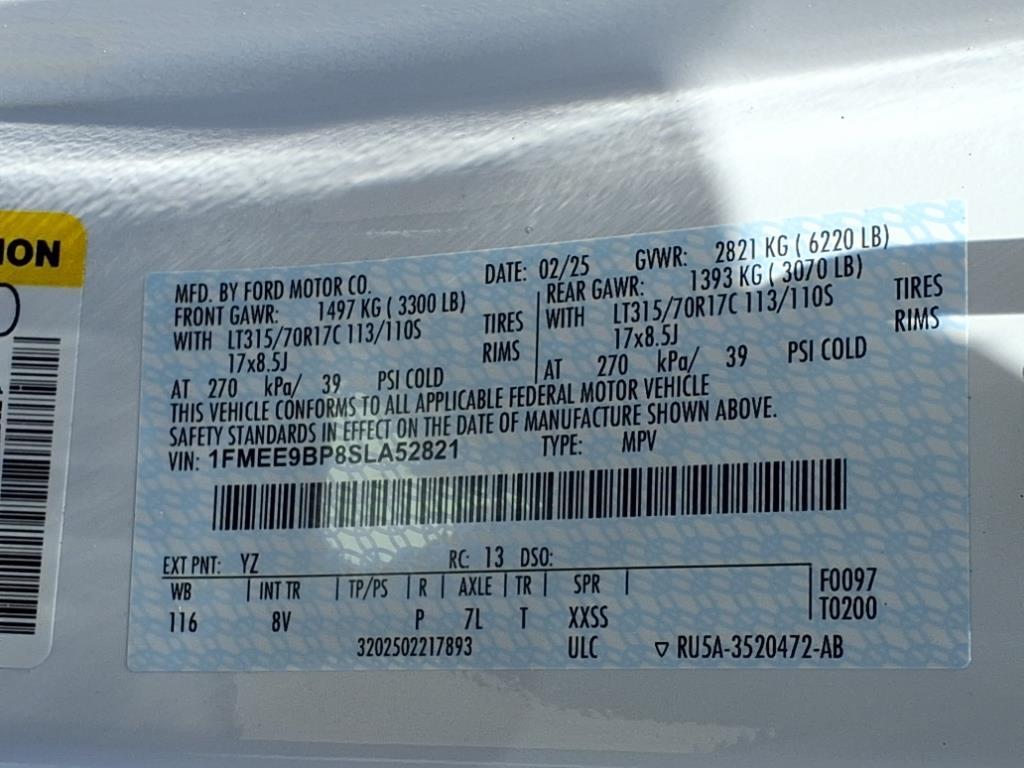 ION
MFD. BY FORD MOTOR CO.
DATE: 02/25
GVWR: 2821 KG ( 6220 LB)
FRONT GAWR: 1497 KG ( 3300 LB)
WITH LT315/70R17C 113/110S TIRES
17x8.5J RIMS
AT 270 kPa/ 39 PSI COLD
REAR GAWR: 1393 KG ( 3070 LB)
WITH LT315/70R17C 113/110S TIRES
17x8.5J RIMS
AT 270 kPa/ 39 PSI COLD
THIS VEHICLE CONFORMS TO ALL APPLICABLE FEDERAL MOTOR VEHICLE
SAFETY STANDARDS IN EFFECT ON THE DATE OF MANUFACTURE SHOWN ABOVE.
VIN: 1FMEE9BP8SLA52821 TYPE: MPV
EXT PNT: YZ RC: 13 DSO:
WB INT TR TP/PS R AXLE TR SPR F0097
116 8V P 7L T XXSS T0200
3202502217893 ULC ▽ RU5A-3520472-AB